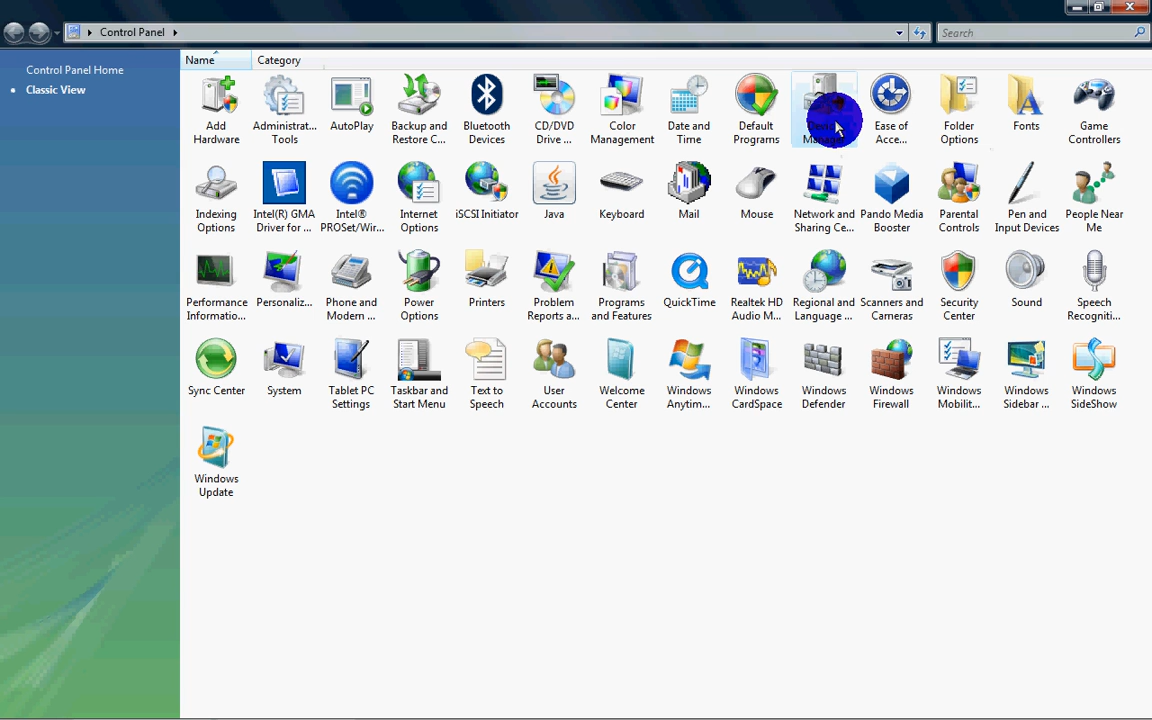 Control Panel
Search
Control Panel Home
Classic View
Name Category
Add Hardware
Administrat... Tools
AutoPlay
Backup and Restore C...
Bluetooth Devices
CD/DVD Drive ...
Color Management
Date and Time
Default Programs
Manager
Ease of Acce...
Folder Options
Fonts
Game Controllers
Indexing Options
Intel(R) GMA Driver for ...
Intel® PROSet/Wir...
Internet Options
iSCSI Initiator
Java
Keyboard
Mail
Mouse
Network and Sharing Ce...
Pando Media Booster
Parental Controls
Pen and Input Devices
People Near Me
Performance Informatio...
Personaliz...
Phone and Modem ...
Power Options
Printers
Problem Reports a...
Programs and Features
QuickTime
Realtek HD Audio M...
Regional and Language ...
Scanners and Cameras
Security Center
Sound
Speech Recogniti...
Sync Center
System
Tablet PC Settings
Taskbar and Start Menu
Text to Speech
User Accounts
Welcome Center
Windows Anytim...
Windows CardSpace
Windows Defender
Windows Firewall
Windows Mobilit...
Windows Sidebar ...
Windows SideShow
Windows Update